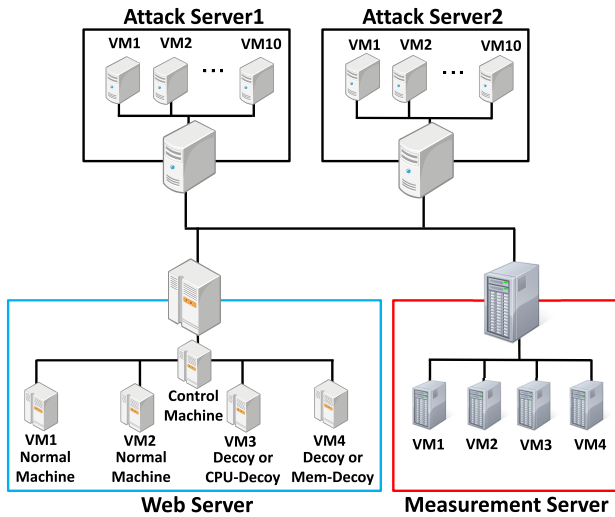 Attack Server1
Attack Server2
VM1
VM2
...
VM10
VM1
VM2
...
VM10
Control
Machine
VM1
Normal
Machine
VM2
Normal
Machine
VM3
Decoy or
CPU-Decoy
VM4
Decoy or
Mem-Decoy
VM1
VM2
VM3
VM4
Web Server
Measurement Server